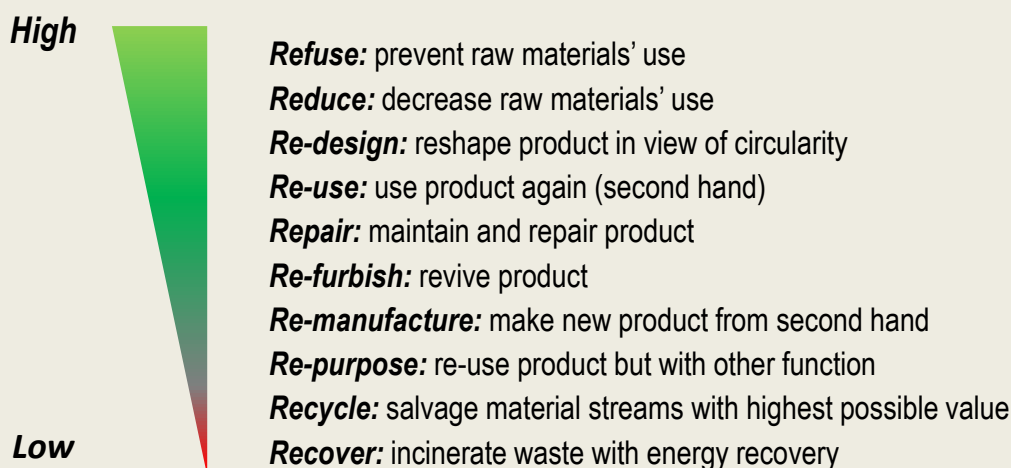 High
Refuse: prevent raw materials’ use
Reduce: decrease raw materials’ use
Re-design: reshape product in view of circularity
Re-use: use product again (second hand)
Repair: maintain and repair product
Re-furbish: revive product
Re-manufacture: make new product from second hand
Re-purpose: re-use product but with other function
Recycle: salvage material streams with highest possible value
Low
Recover: incinerate waste with energy recovery